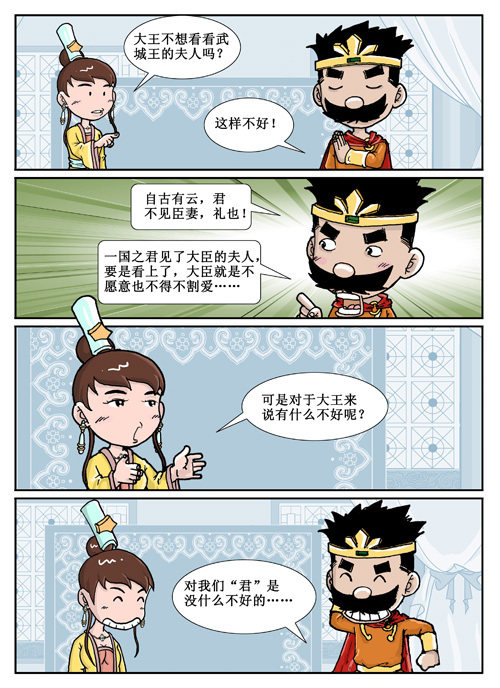 大王不想看看武
城王的夫人吗？
这样不好！
自古有云，君
不见臣妻，礼也！
一国之君见了大臣的夫人，
要是看上了，大臣就是不
愿意也不得不割爱……
可是对于大王来
说有什么不好呢？
对我们“君”是
没什么不好的……